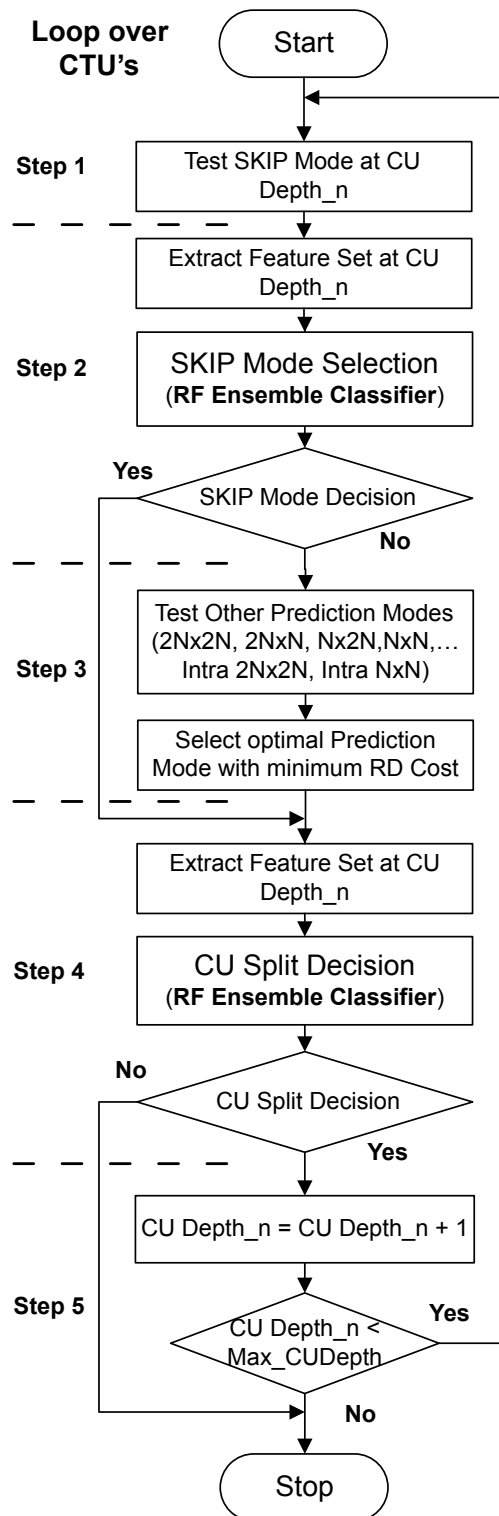 Loop over
CTU's
Start
Step 1
Test SKIP Mode at CU
Depth_n
Extract Feature Set at CU
Depth_n
Step 2
SKIP Mode Selection
(RF Ensemble Classifier)
Yes
SKIP Mode Decision
No
Step 3
Test Other Prediction Modes
(2Nx2N, 2NxN, Nx2N,NxN,…
Intra 2Nx2N, Intra NxN)
Select optimal Prediction
Mode with minimum RD Cost
Extract Feature Set at CU
Depth_n
Step 4
CU Split Decision
(RF Ensemble Classifier)
No
CU Split Decision
Yes
CU Depth_n = CU Depth_n + 1
Step 5
CU Depth_n <
Max_CUDepth
Yes
No
Stop